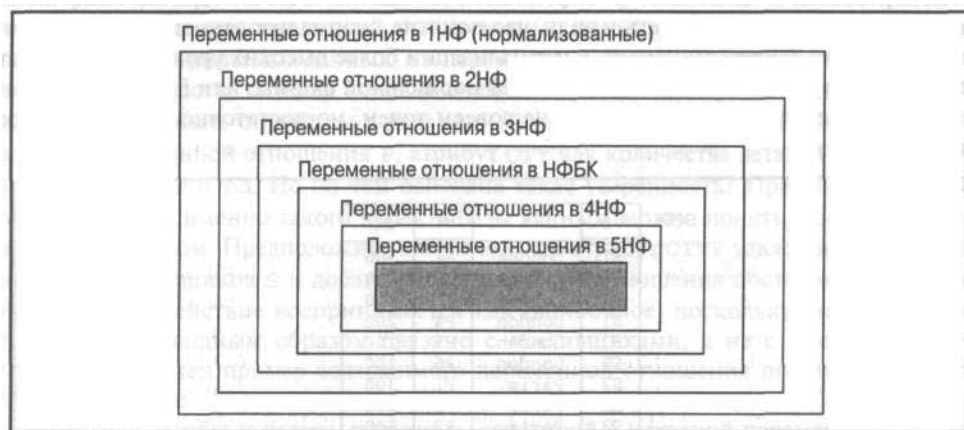 Переменные отношения в 1НФ (нормализованные)
Переменные отношения в 2НФ
Переменные отношения в 3НФ
Переменные отношения в НФБК
Переменные отношения в 4НФ
Переменные отношения в 5НФ